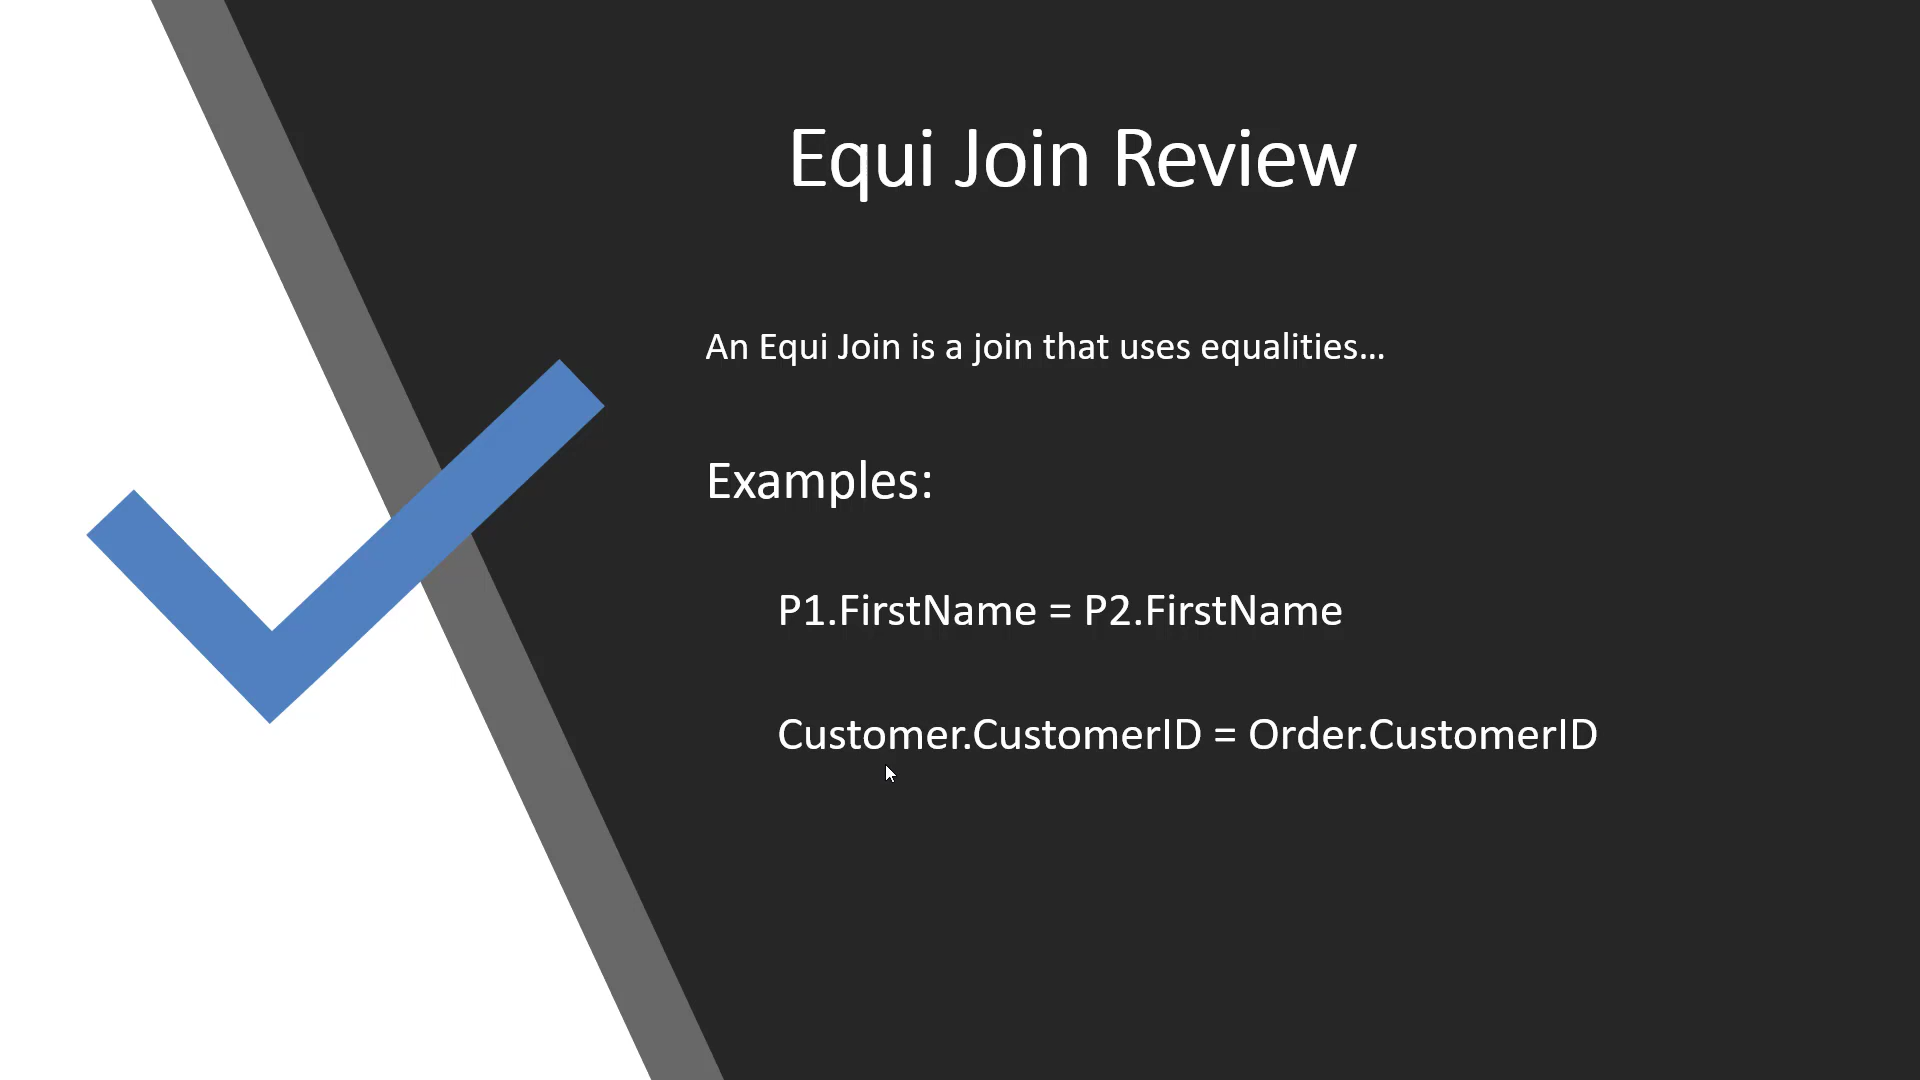 Equi Join Review
An Equi Join is a join that uses equalities...
Examples:
P1.FirstName = P2.FirstName
Customer.CustomerID = Order.CustomerID